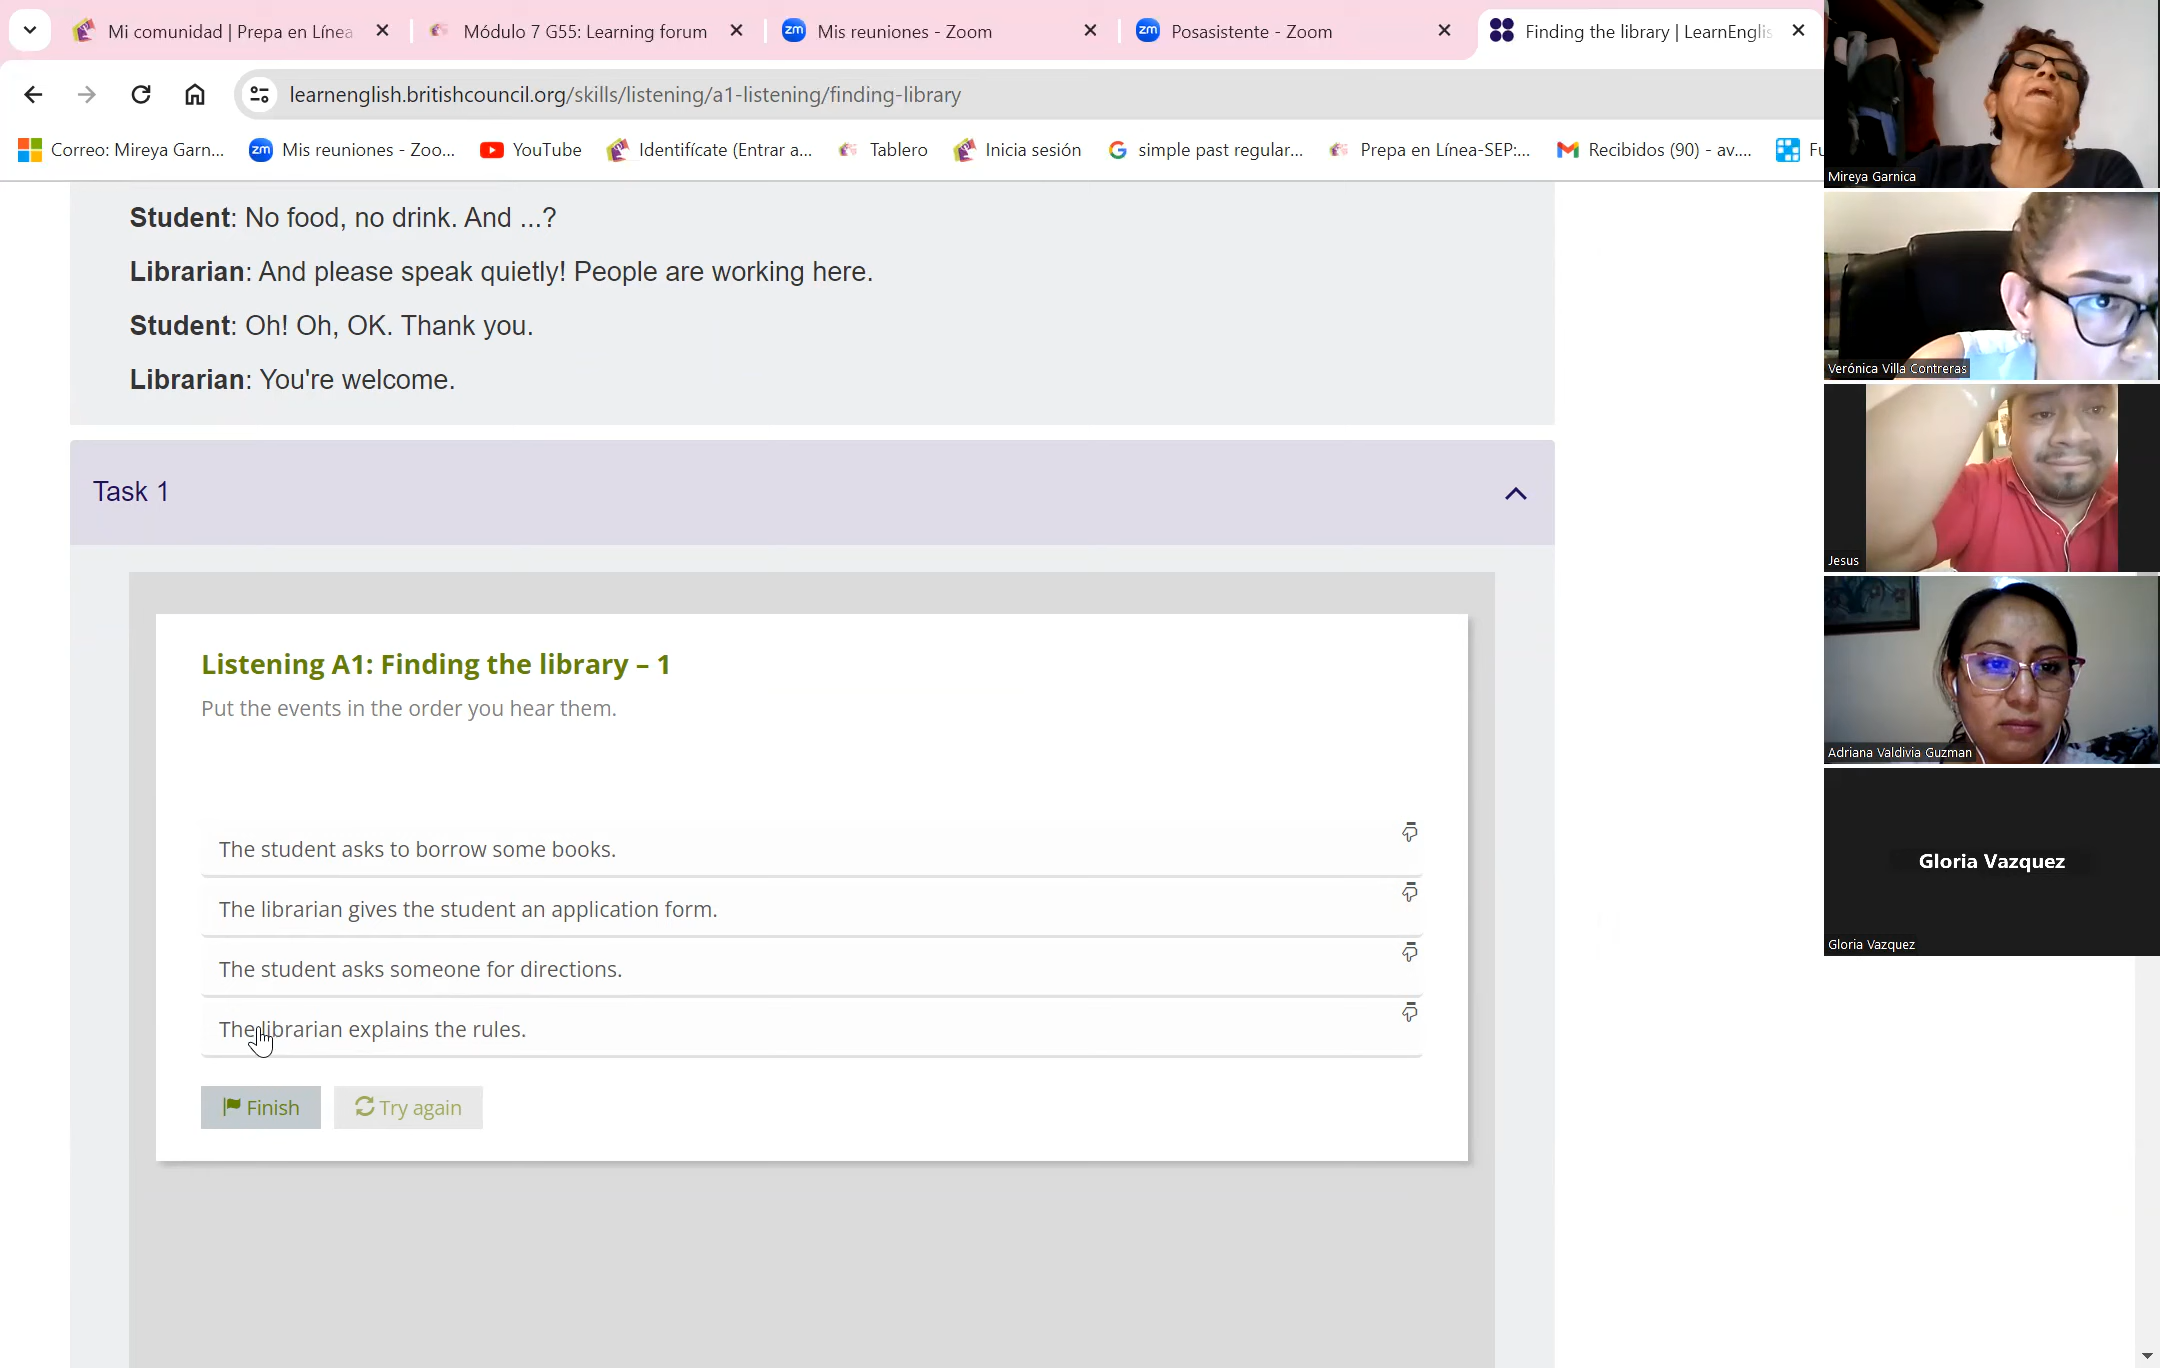 Mi comunidad | Prepa en Línea
Módulo 7 G55: Learning forum
Mis reuniones - Zoom
Posasistente - Zoom
Finding the library | LearnEnglis
learnenglish.britishcouncil.org/skills/listening/a1-listening/finding-library
Correo: Mireya Garn...
Mis reuniones - Zoo...
YouTube
Identifícate (Entrar a...
Tablero
Inicia sesión
simple past regular...
Prepa en Línea-SEP:...
Recibidos (90) - av....
Student: No food, no drink. And ...?
Librarian: And please speak quietly! People are working here.
Student: Oh! Oh, OK. Thank you.
Librarian: You're welcome.
Task 1
Listening A1: Finding the library – 1
Put the events in the order you hear them.
The student asks to borrow some books.
The librarian gives the student an application form.
The student asks someone for directions.
The librarian explains the rules.
Finish
Try again
Mireya Garnica
Verónica Villa Contreras
Jesus
Adriana Valdivia Guzman
Gloria Vazquez
Gloria Vazquez